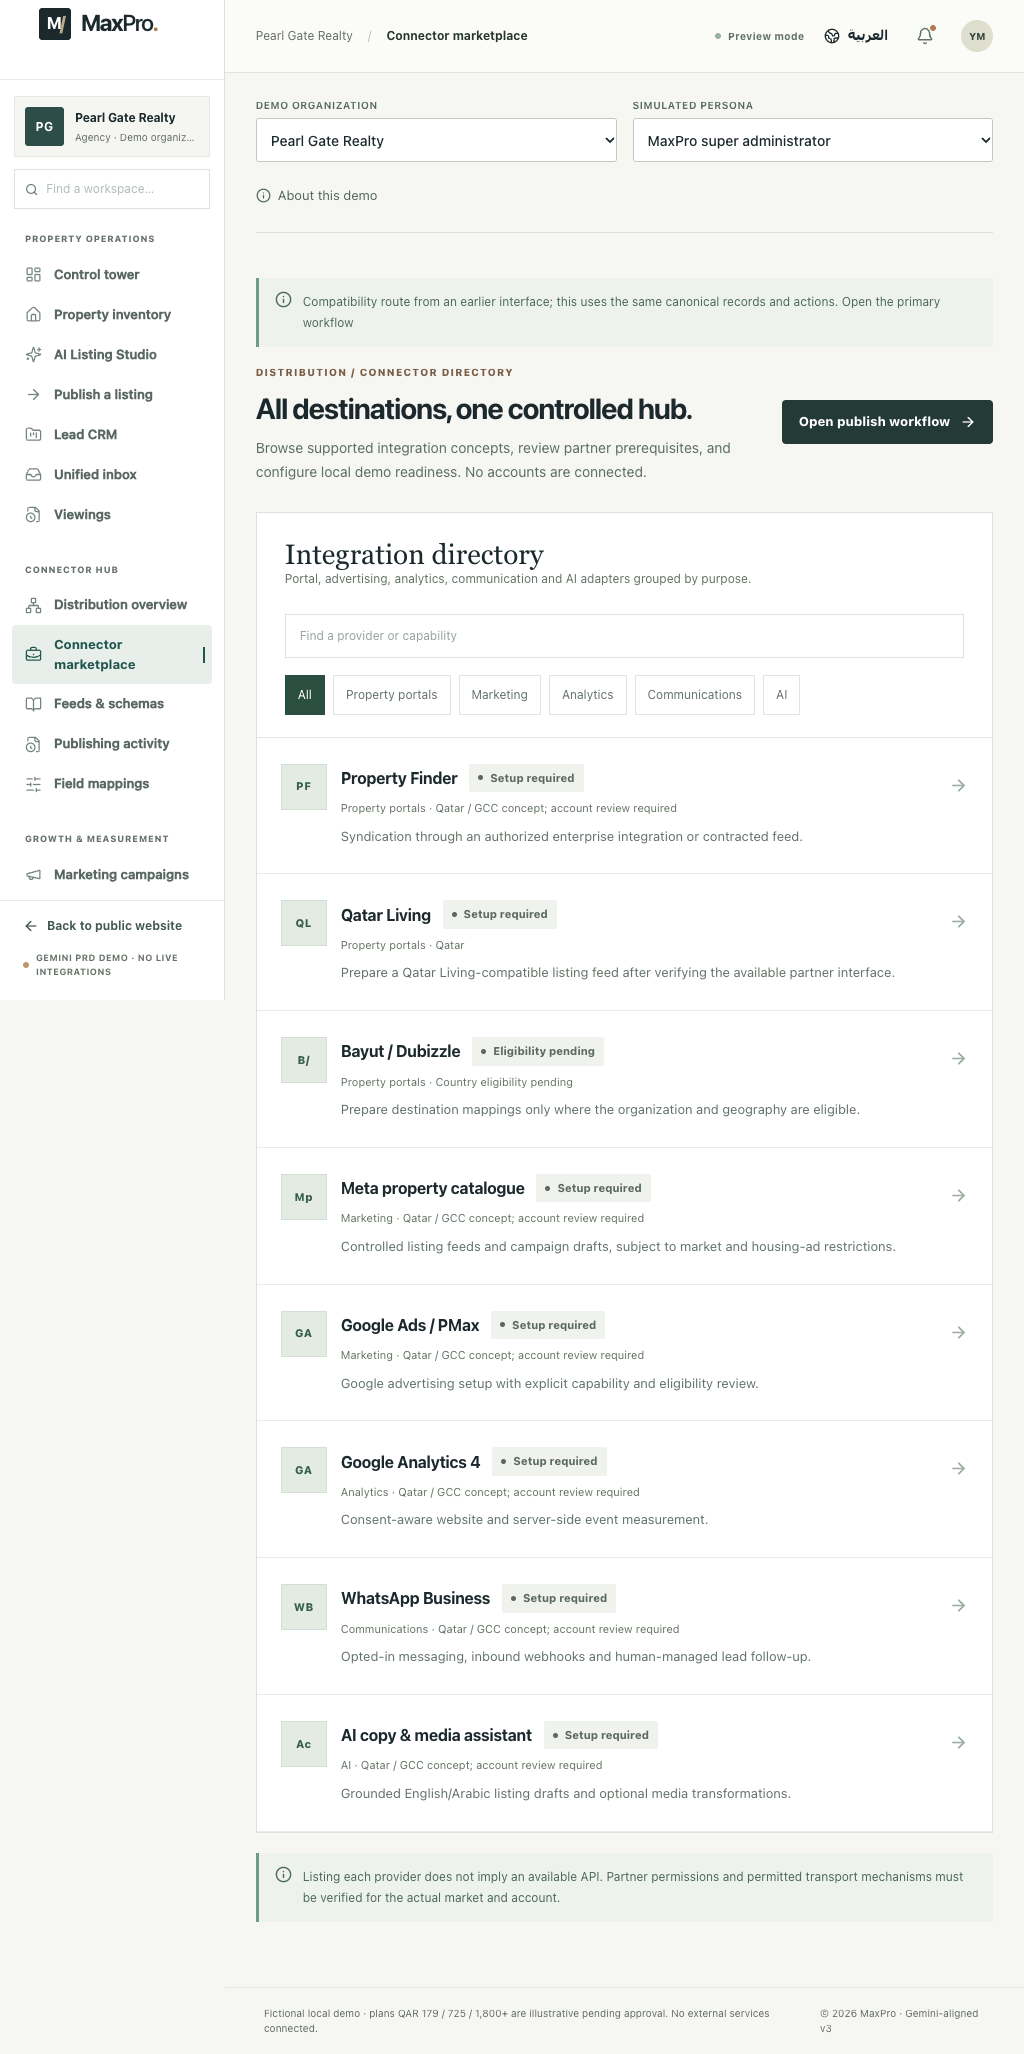 M/ MaxPro.
Pearl Gate Realty / Connector marketplace
Preview mode
العربية
YM
PG
Pearl Gate Realty
Agency · Demo organiz...
Find a workspace...
PROPERTY OPERATIONS
Control tower
Property inventory
AI Listing Studio
Publish a listing
Lead CRM
Unified inbox
Viewings
CONNECTOR HUB
Distribution overview
Connector
marketplace
Feeds & schemas
Publishing activity
Field mappings
GROWTH & MEASUREMENT
Marketing campaigns
Back to public website
GEMINI PRD DEMO · NO LIVE
INTEGRATIONS
DEMO ORGANIZATION
Pearl Gate Realty
SIMULATED PERSONA
MaxPro super administrator
About this demo
Compatibility route from an earlier interface; this uses the same canonical records and actions. Open the primary
workflow
DISTRIBUTION / CONNECTOR DIRECTORY
All destinations, one controlled hub.
Browse supported integration concepts, review partner prerequisites, and
configure local demo readiness. No accounts are connected.
Open publish workflow
Integration directory
Portal, advertising, analytics, communication and AI adapters grouped by purpose.
Find a provider or capability
All
Property portals
Marketing
Analytics
Communications
AI
PF
Property Finder
Setup required
Property portals · Qatar / GCC concept; account review required
Syndication through an authorized enterprise integration or contracted feed.
QL
Qatar Living
Setup required
Property portals · Qatar
Prepare a Qatar Living-compatible listing feed after verifying the available partner interface.
B/
Bayut / Dubizzle
Eligibility pending
Property portals · Country eligibility pending
Prepare destination mappings only where the organization and geography are eligible.
Mp
Meta property catalogue
Setup required
Marketing · Qatar / GCC concept; account review required
Controlled listing feeds and campaign drafts, subject to market and housing-ad restrictions.
GA
Google Ads / PMax
Setup required
Marketing · Qatar / GCC concept; account review required
Google advertising setup with explicit capability and eligibility review.
GA
Google Analytics 4
Setup required
Analytics · Qatar / GCC concept; account review required
Consent-aware website and server-side event measurement.
WB
WhatsApp Business
Setup required
Communications · Qatar / GCC concept; account review required
Opted-in messaging, inbound webhooks and human-managed lead follow-up.
Ac
AI copy & media assistant
Setup required
AI · Qatar / GCC concept; account review required
Grounded English/Arabic listing drafts and optional media transformations.
Listing each provider does not imply an available API. Partner permissions and permitted transport mechanisms must
be verified for the actual market and account.
Fictional local demo · plans QAR 179 / 725 / 1,800+ are illustrative pending approval. No external services
connected.
© 2026 MaxPro · Gemini-aligned
v3